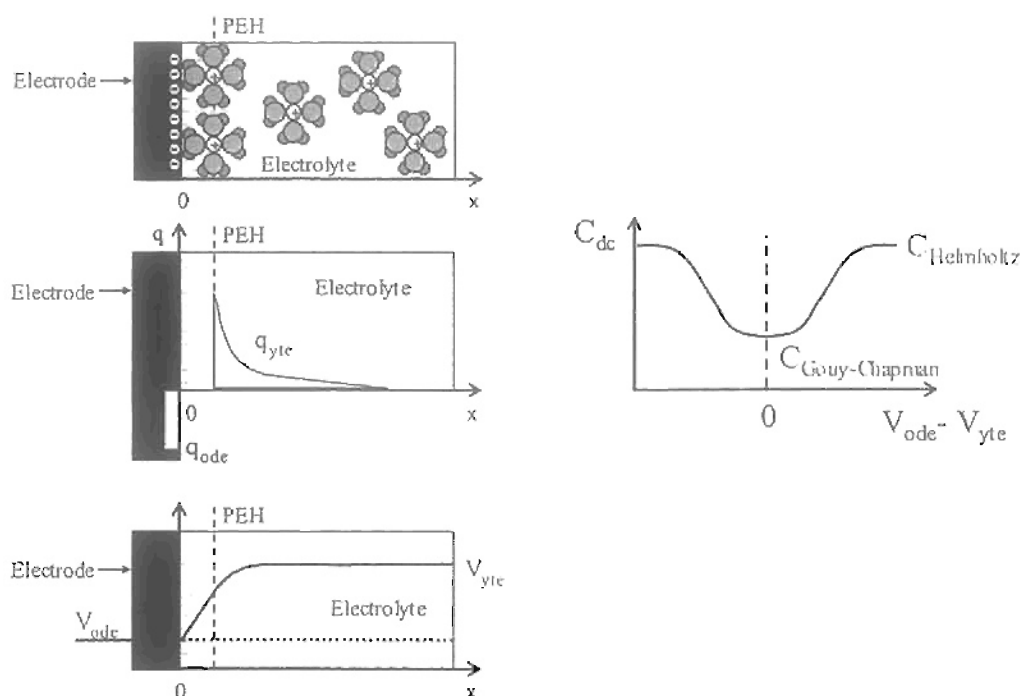 PEH
Electrode
Electrolyte
0
x
q
PEH
Electrode
Electrolyte
q_yte
0
x
q_ode
PEH
Electrode
V_yte
Electrolyte
V_ode
0
x
C_dc
C_Helmholtz
C_Gouy-Chapman
0
V_ode - V_yte